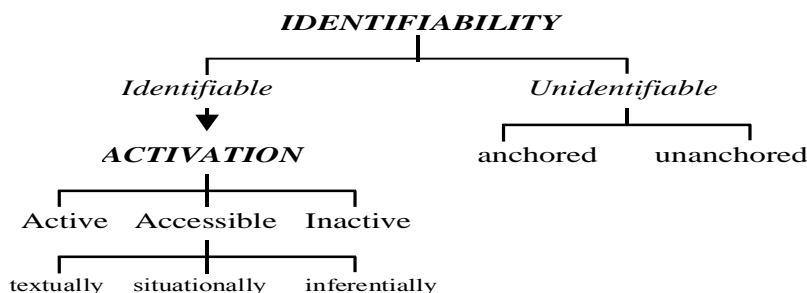 IDENTIFIABILITY
Identifiable Unidentifiable
ACTIVATION anchored unanchored
Active Accessible Inactive
textually situationally inferentially